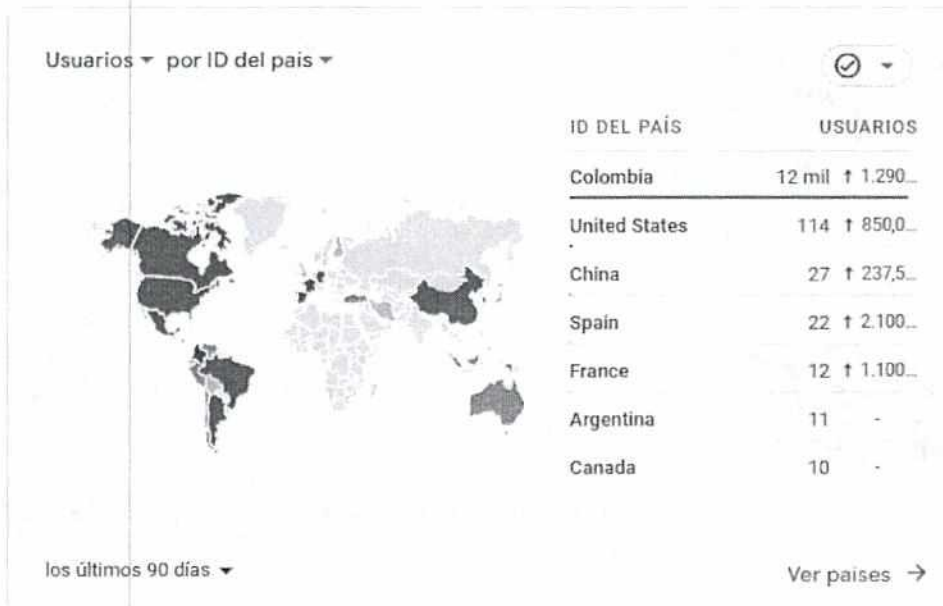 Usuarios por ID del pais
ID DEL PAÍS USUARIOS
Colombia 12 mil ↑ 1.290...
United States 114 ↑ 850,0...
China 27 ↑ 237,5...
Spain 22 ↑ 2.100...
France 12 ↑ 1.100...
Argentina 11 -
Canada 10 -
los últimos 90 días
Ver paises →